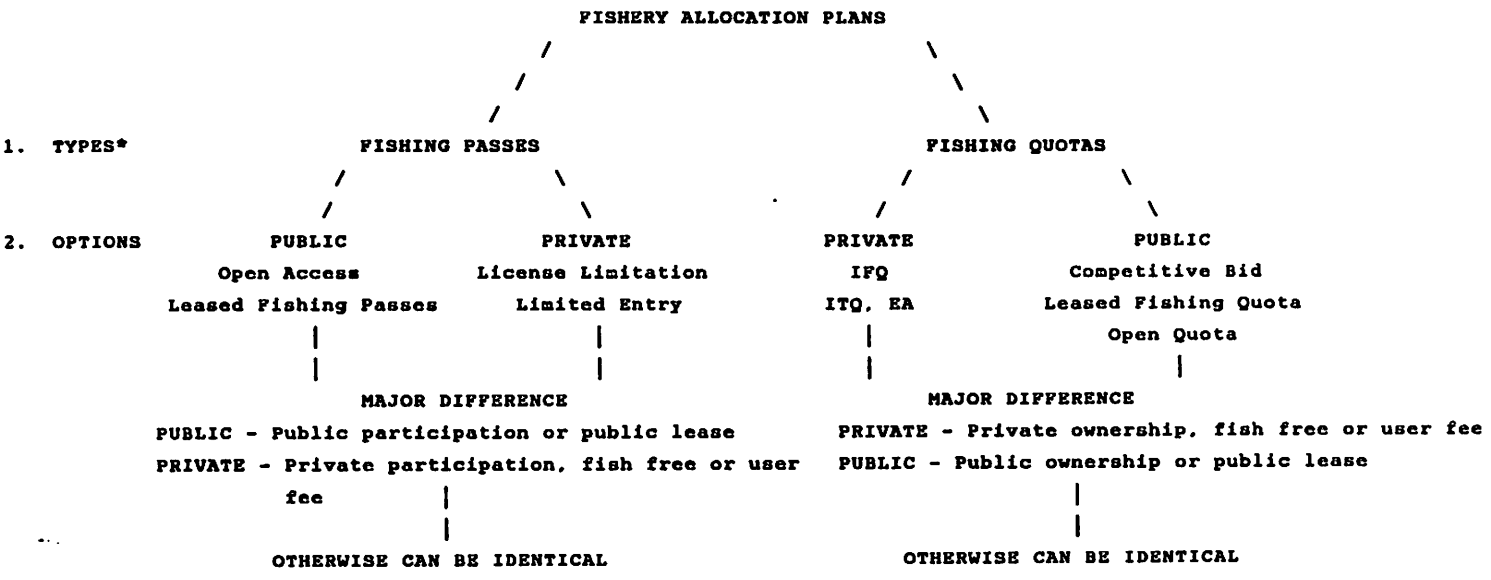 FISHERY ALLOCATION PLANS
1. TYPES* FISHING PASSES FISHING QUOTAS
2. OPTIONS PUBLIC PRIVATE PRIVATE PUBLIC
Open Access License Limitation IFQ Competitive Bid
Leased Fishing Passes Limited Entry ITQ, EA Leased Fishing Quota
Open Quota
MAJOR DIFFERENCE MAJOR DIFFERENCE
PUBLIC - Public participation or public lease PRIVATE - Private ownership, fish free or user fee
PRIVATE - Private participation, fish free or user PUBLIC - Public ownership or public lease
fee
OTHERWISE CAN BE IDENTICAL OTHERWISE CAN BE IDENTICAL